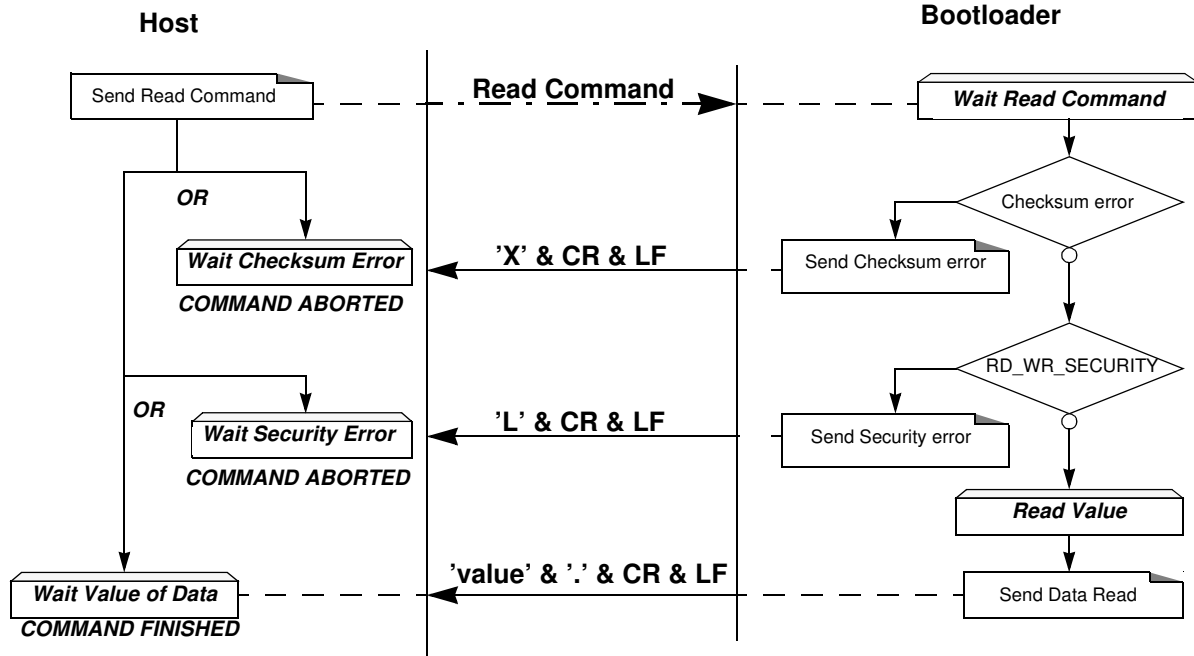 Host
Bootloader
Send Read Command
Read Command
Wait Read Command
OR
Checksum error
Wait Checksum Error
’X’ & CR & LF
Send Checksum error
COMMAND ABORTED
RD_WR_SECURITY
OR
Wait Security Error
’L’ & CR & LF
Send Security error
COMMAND ABORTED
Read Value
’value’ & ’.’ & CR & LF
Wait Value of Data
Send Data Read
COMMAND FINISHED